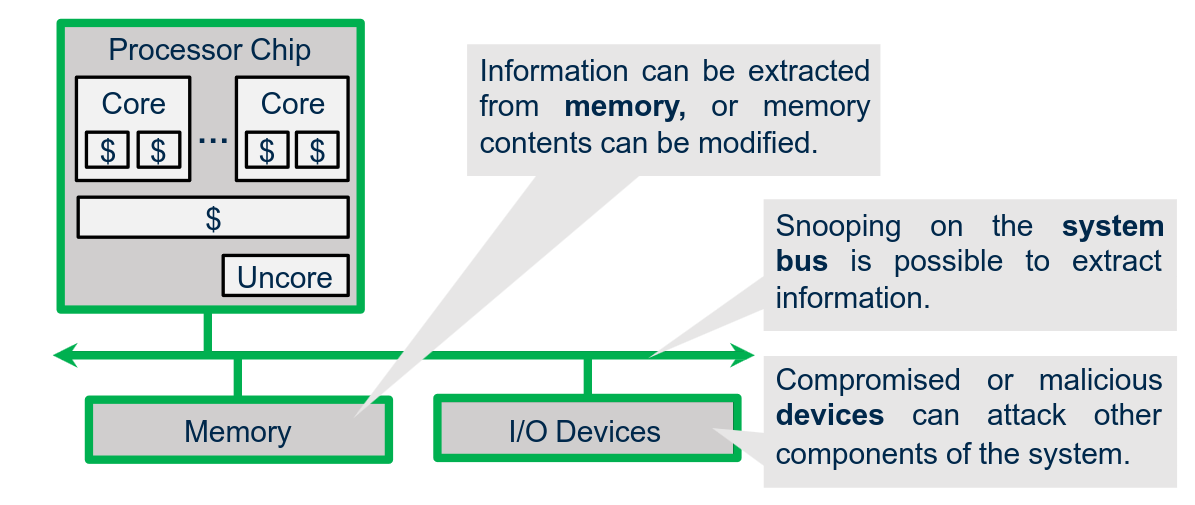 Processor Chip
Core
Core
$ $
...
$ $
$
Uncore
Information can be extracted
from memory, or memory
contents can be modified.
Snooping on the system
bus is possible to extract
information.
Compromised or malicious
devices can attack other
components of the system.
Memory
I/O Devices